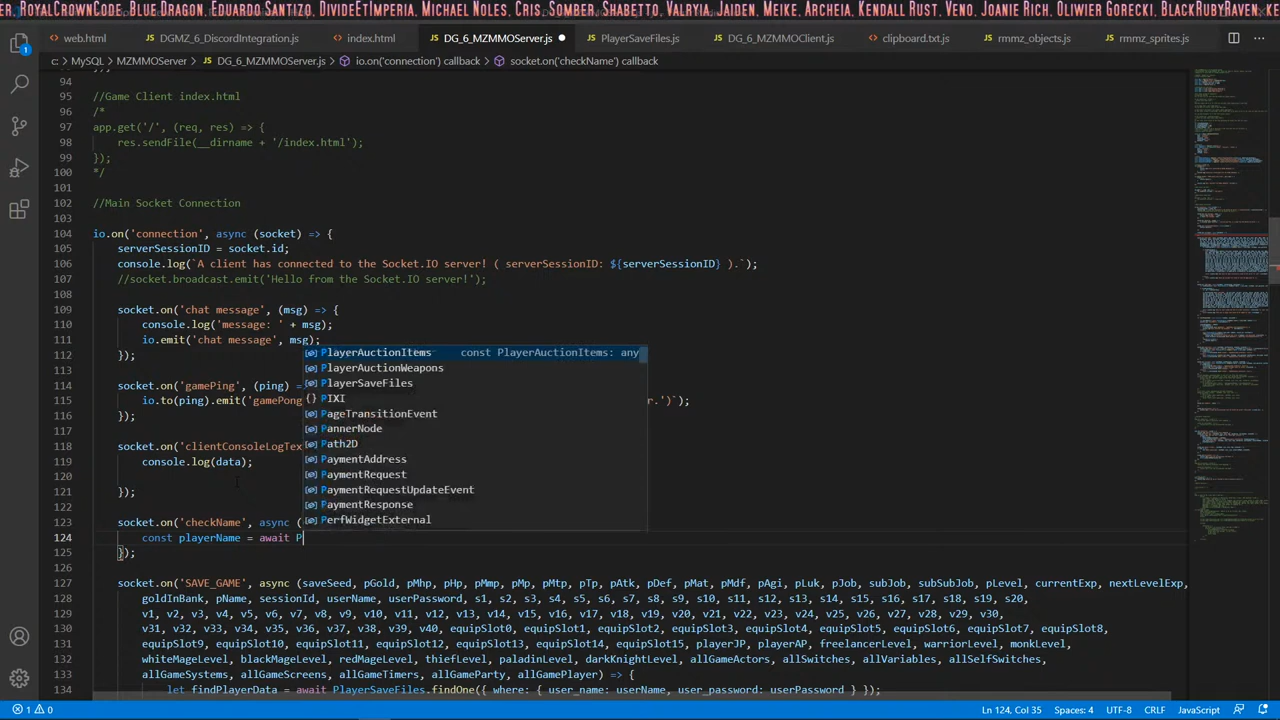 ER, ROYALCROWNCODE, BLUE DRAGON, EDUARDO SANTIZO, DIVIDEETIMPERIA, MICHAEL NOLES, CRIS, SOMBER, SHABETTO, VALRYIA, JAIDEN, MEIKE, ARCHEIA, KENDALL RUST, VENO, JOANIE RICH, OLIWIER GORECKI, BLACKRUBYRAVEN,
web.html DGMZ_6_DiscordIntegration.js index.html DG_6_MZMMOServer.js PlayerSaveFiles.js DG_6_MZMMOClient.js clipboard.txt.js rmmz_objects.js rmmz_sprites.js
C: > MySQL > MZMMOServer > DG_6_MZMMOServer.js > io.on('connection') callback > socket.on('checkName') callback
94
95 //Game Client index.html
96 /*
97 app.get('/', (req, res) => {
98 res.sendFile(__dirname + '/index.html');
99 });
100 */
101
102 //Main Socket Connection
103
104 io.on('connection', async (socket) => {
105 serverSessionID = socket.id;
106 console.log(`A client has connected to the Socket.IO server! ( serverSessionID: ${serverSessionID} ).`);
107 //socket.broadcast.emit('Hello from the Socket.IO server!');
108
109 socket.on('chat message', (msg) => {
110 console.log('message: ' + msg);
111 io.emit('chat message', msg);
112 });
PlayerAuctionItems const PlayerAuctionItems: any
113
PlayerSaveFiles
114 socket.on('gamePing', (ping) =
PIXI
115 io.to(ping).emit('gamePong r.')`);
PageTransitionEvent
116 });
PannerNode
117
Path2D
118 socket.on('clientConsoleLogTex
PaymentAddress
119 console.log(data);
PaymentRequest
120
PaymentRequestUpdateEvent
121 });
PaymentResponse
122
PerfWidgetExternal
123 socket.on('checkName', async (
124 const playerName = await P
125 });
126
127 socket.on('SAVE_GAME', async (saveSeed, pGold, pMhp, pHp, pMmp, pMp, pMtp, pTp, pAtk, pDef, pMat, pMdf, pAgi, pLuk, pJob, subJob, subSubJob, pLevel, currentExp, nextLevelExp,
128 goldInBank, pName, sessionId, userName, userPassword, s1, s2, s3, s4, s5, s6, s7, s8, s9, s10, s11, s12, s13, s14, s15, s16, s17, s18, s19, s20,
129 v1, v2, v3, v4, v5, v6, v7, v8, v9, v10, v11, v12, v13, v14, v15, v16, v17, v18, v19, v20, v21, v22, v23, v24, v25, v26, v27, v28, v29, v30,
130 v31, v32, v33, v34, v35, v36, v37, v38, v39, v40, equipSlot0, equipSlot1, equipSlot2, equipSlot3, equipSlot4, equipSlot5, equipSlot6, equipSlot7, equipSlot8,
131 equipSlot9, equipSlot10, equipSlot11, equipSlot12, equipSlot13, equipSlot14, equipSlot15, playerJP, playerAP, freelancerLevel, warriorLevel, monkLevel,
132 whiteMageLevel, blackMageLevel, redMageLevel, thiefLevel, paladinLevel, darkKnightLevel, allGameActors, allSwitches, allVariables, allSelfSwitches,
133 allGameSystems, allGameScreens, allGameTimers, allGameParty, allGamePlayer) => {
134 let findPlayerData = await PlayerSaveFiles.findOne({ where: { user_name: userName, user_password: userPassword } });
1 0 Ln 124, Col 35 Spaces: 4 UTF-8 CRLF JavaScript